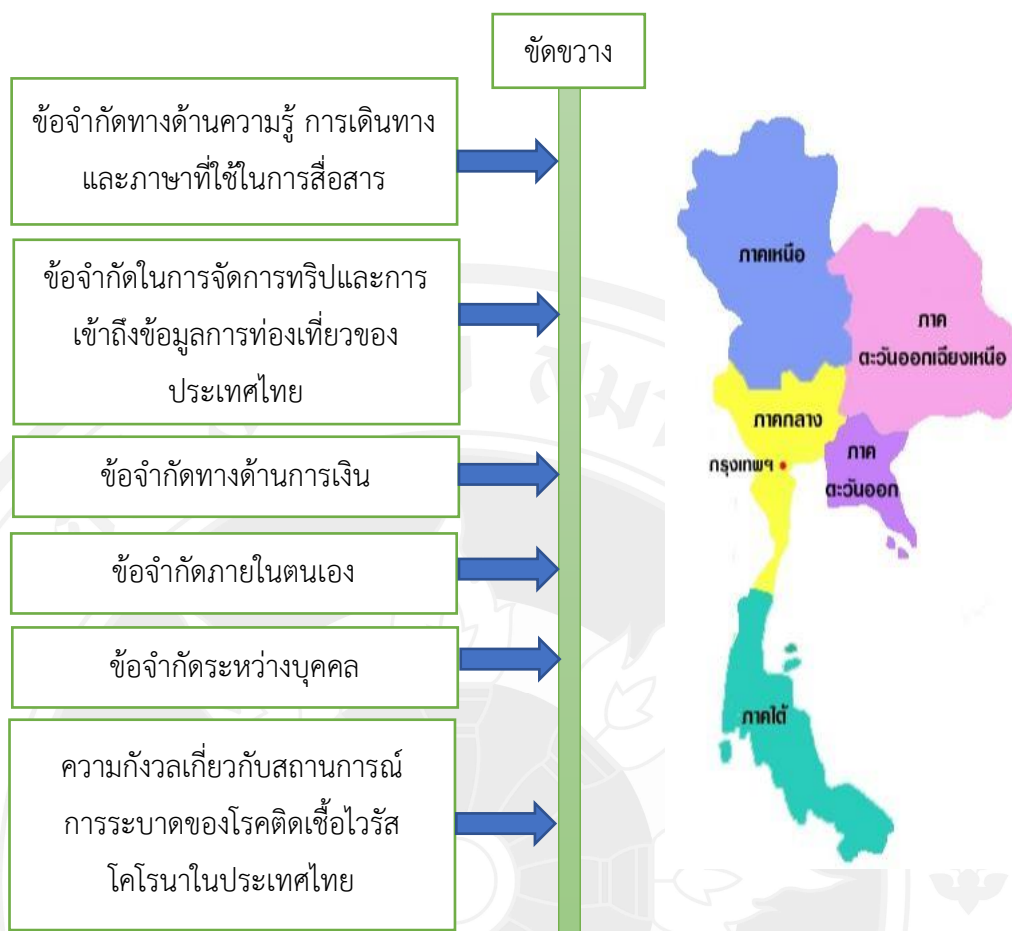 ขัดขวาง
ข้อจำกัดทางด้านความรู้ การเดินทาง
และภาษาที่ใช้ในการสื่อสาร
ข้อจำกัดในการจัดการทริปและการ
เข้าถึงข้อมูลการท่องเที่ยวของ
ประเทศไทย
ข้อจำกัดทางด้านการเงิน
ข้อจำกัดภายในตนเอง
ข้อจำกัดระหว่างบุคคล
ความกังวลเกี่ยวกับสถานการณ์
การระบาดของโรคติดเชื้อไวรัส
โคโรนาในประเทศไทย
ภาคเหนือ
ภาค
ตะวันออกเฉียงเหนือ
ภาคกลาง
กรุงเทพฯ
ภาค
ตะวันออก
ภาคใต้